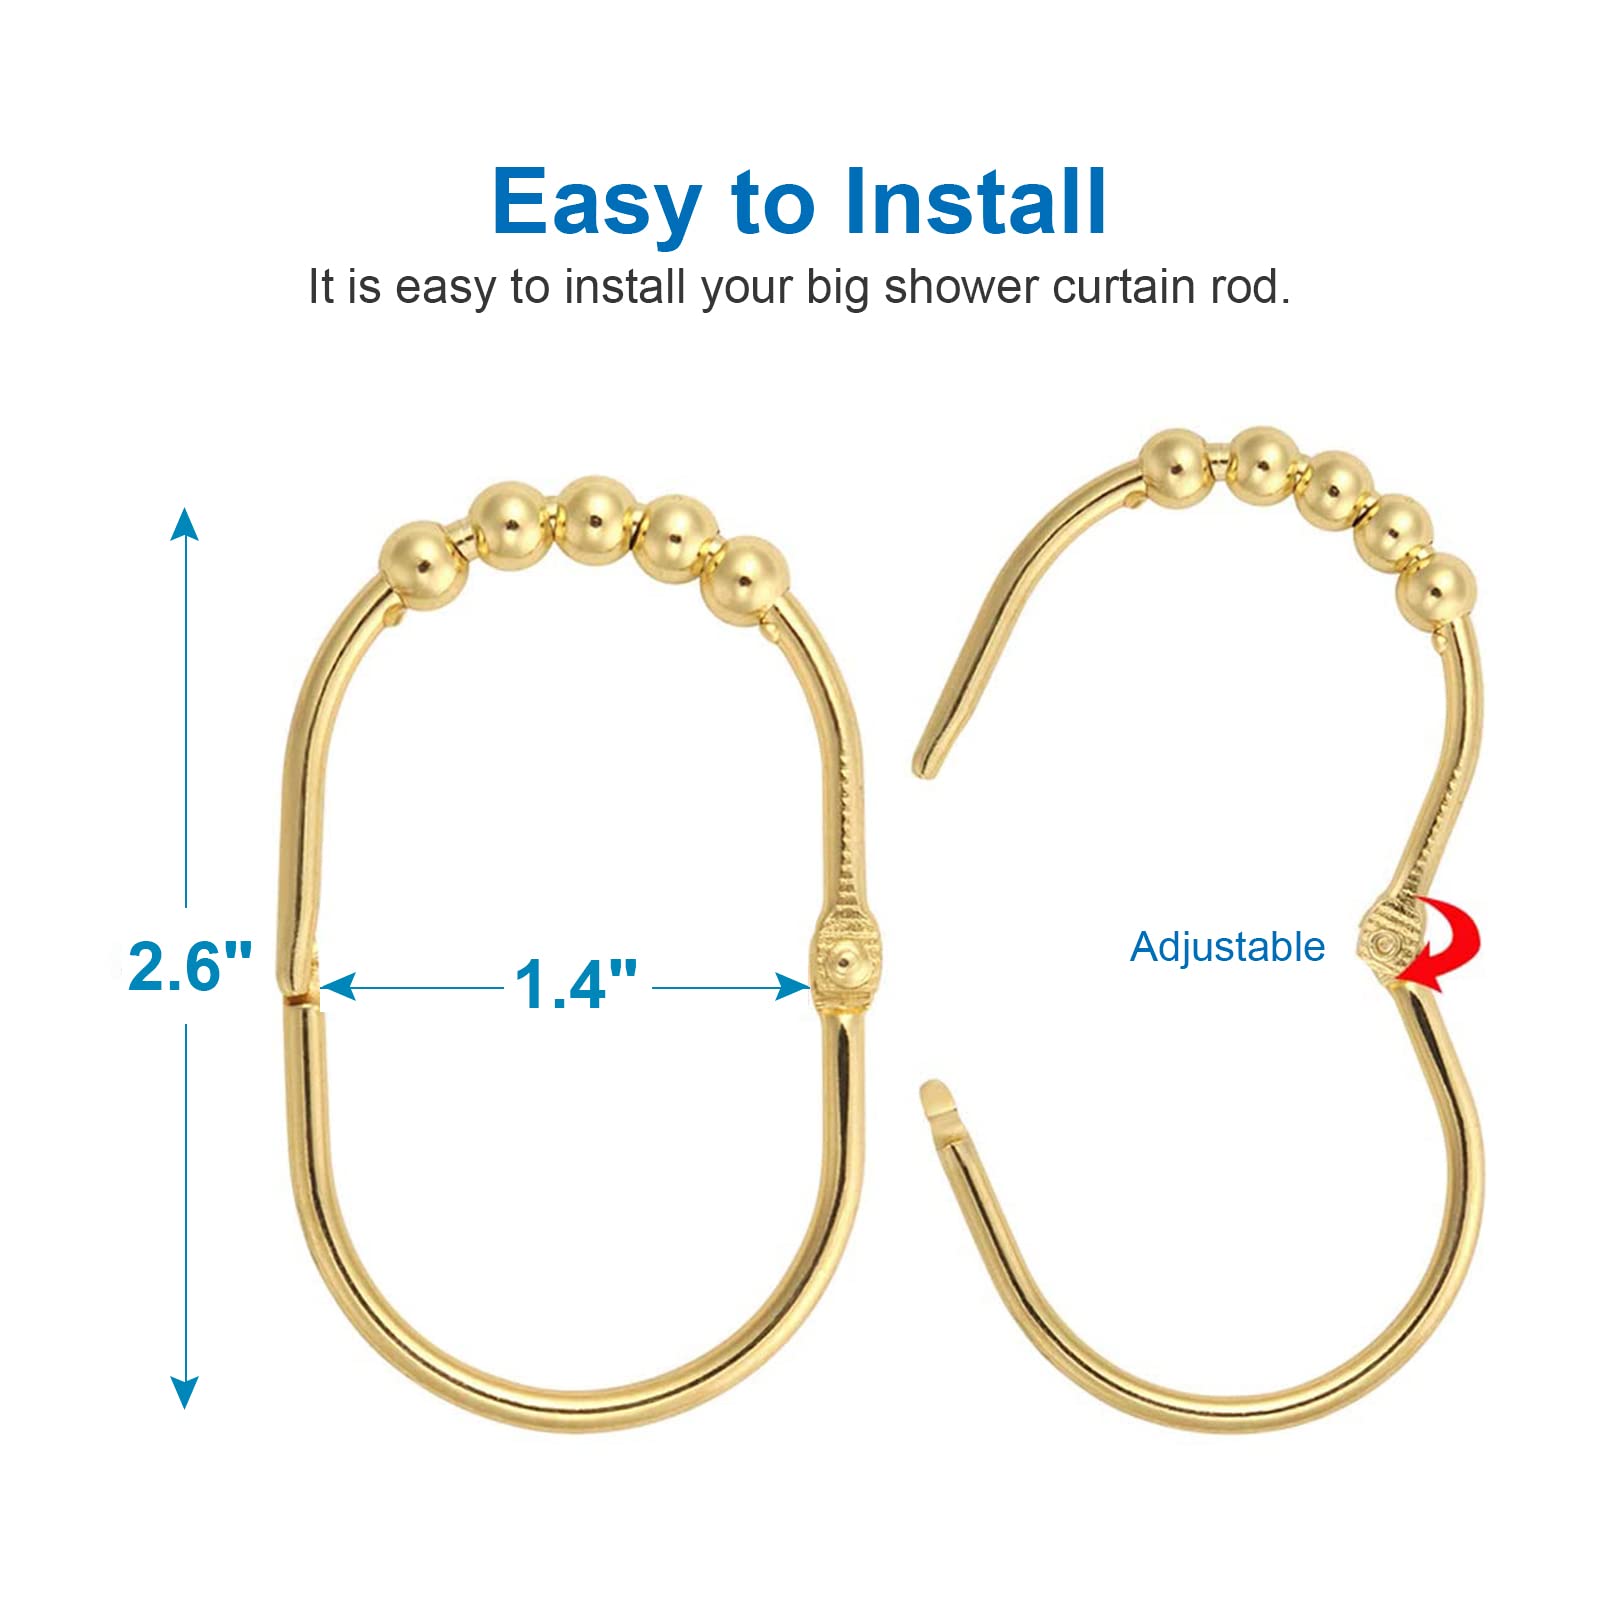 Easy to Install
It is easy to install your big shower curtain rod.
2.6"
1.4"
Adjustable